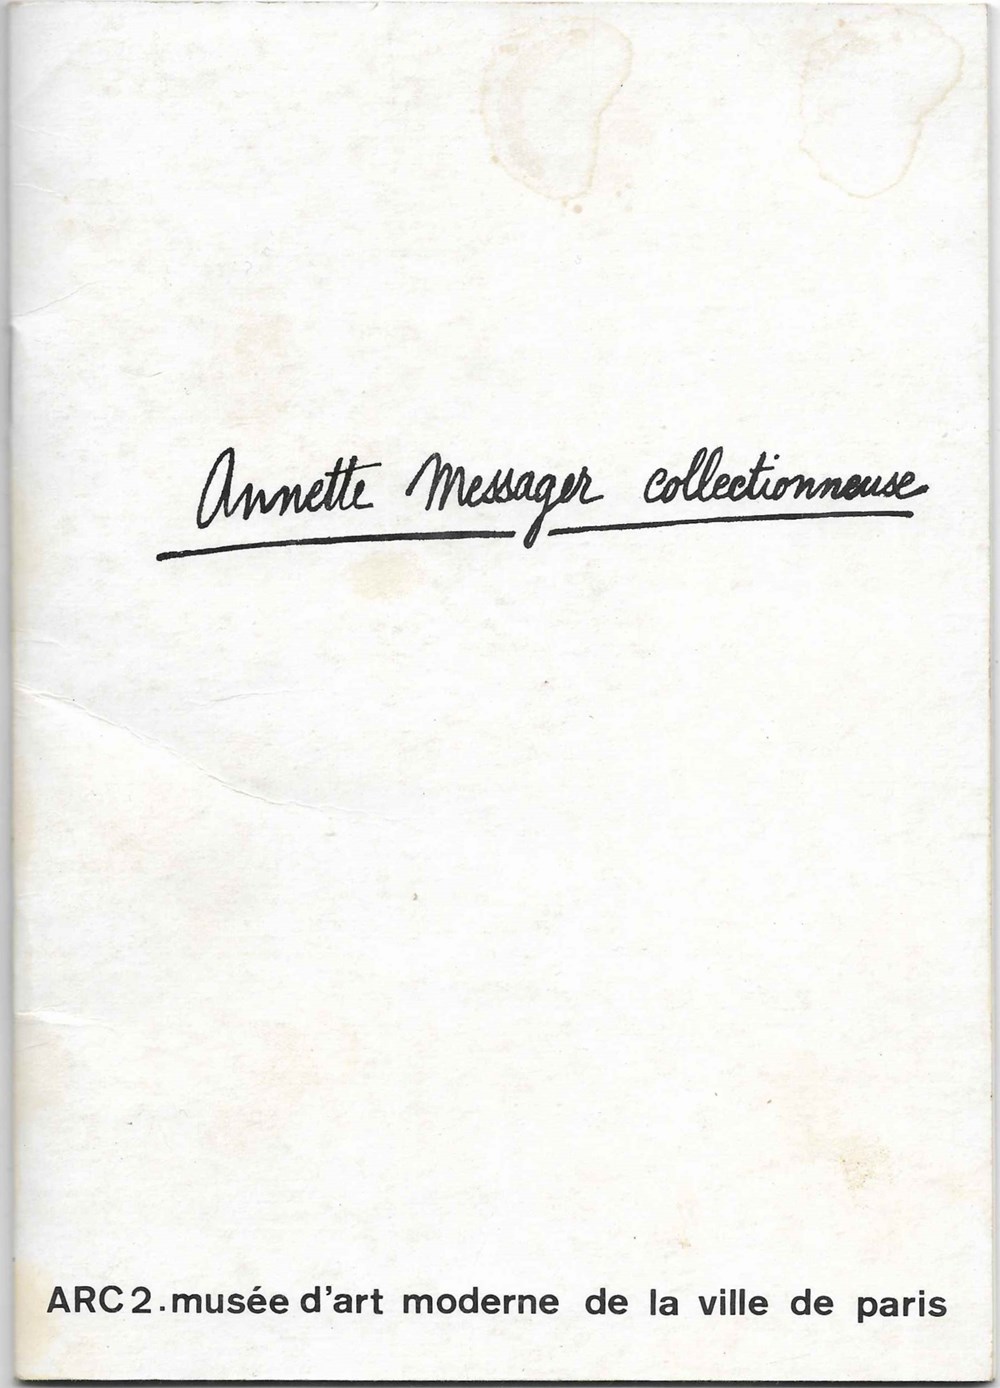 Annette Messager collectionneuse
ARC 2. musée d'art moderne de la ville de paris